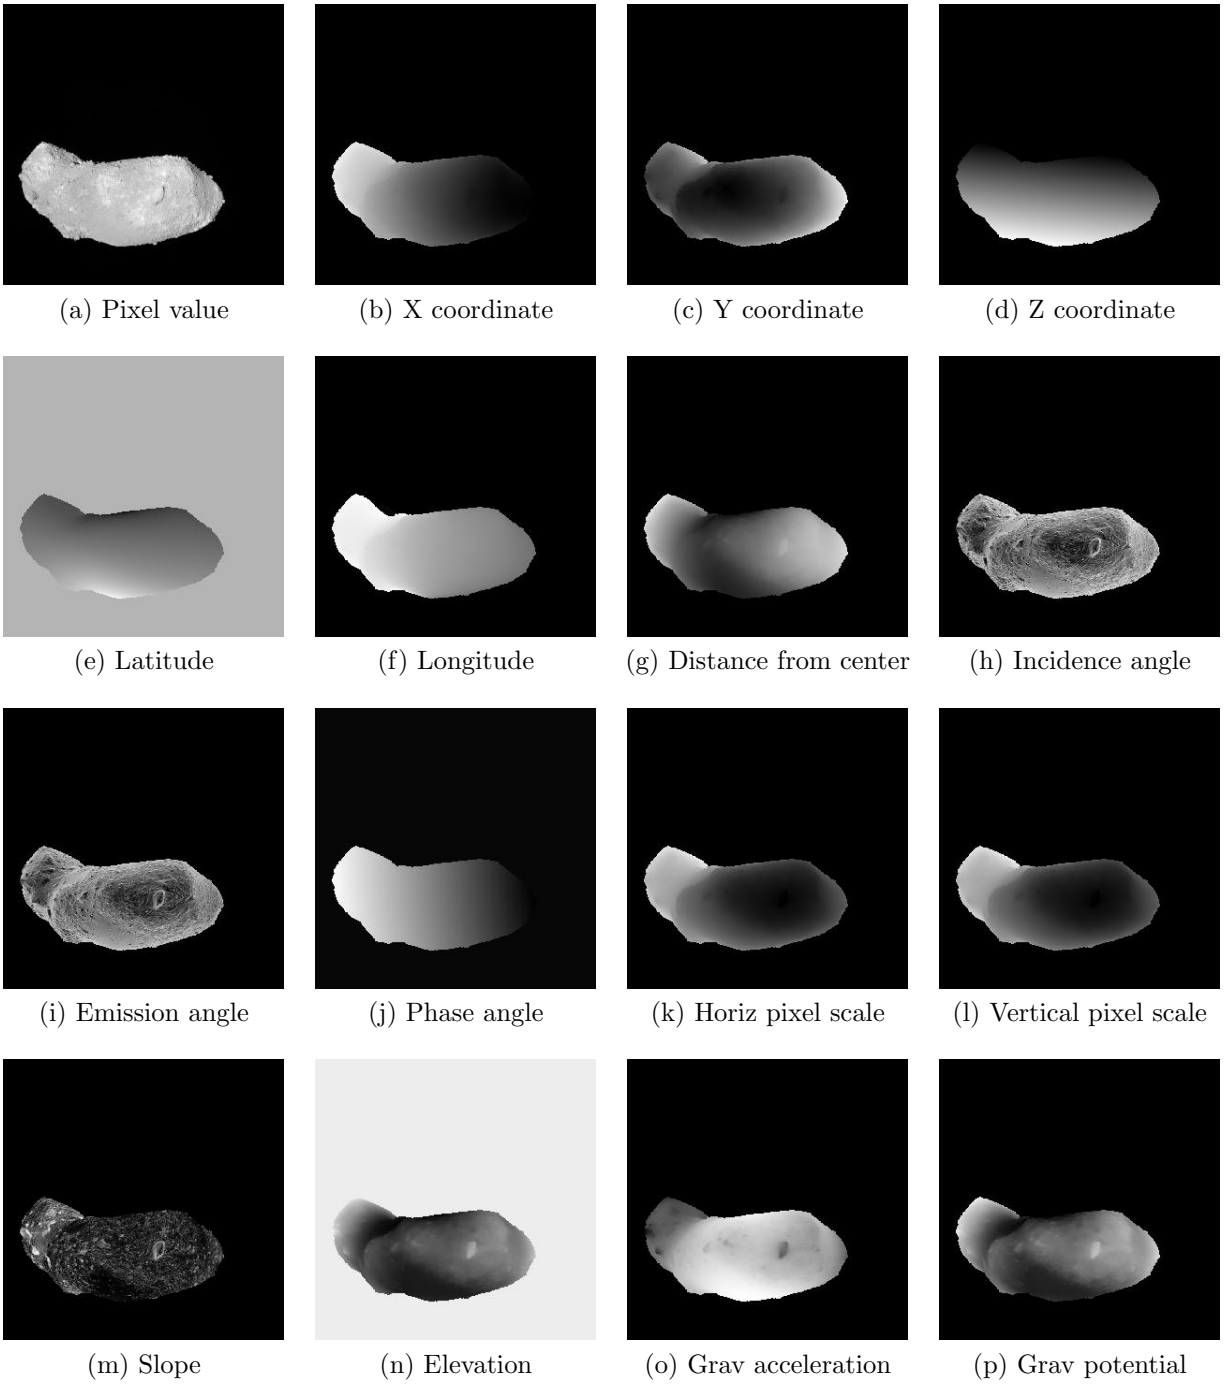 (a) Pixel value
(b) X coordinate
(c) Y coordinate
(d) Z coordinate
(e) Latitude
(f) Longitude
(g) Distance from center
(h) Incidence angle
(i) Emission angle
(j) Phase angle
(k) Horiz pixel scale
(l) Vertical pixel scale
(m) Slope
(n) Elevation
(o) Grav acceleration
(p) Grav potential